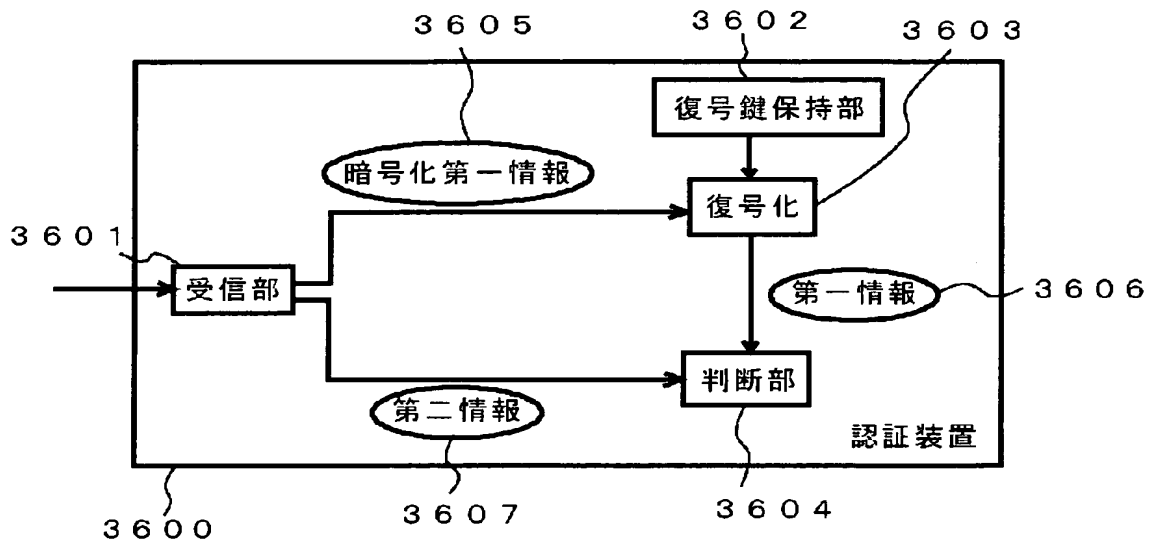 ３６０５
３６０２
３６０３
復号鍵保持部
暗号化第一情報
復号化
３６０１
受信部
第一情報
３６０６
判断部
第二情報
認証装置
３６００
３６０７
３６０４